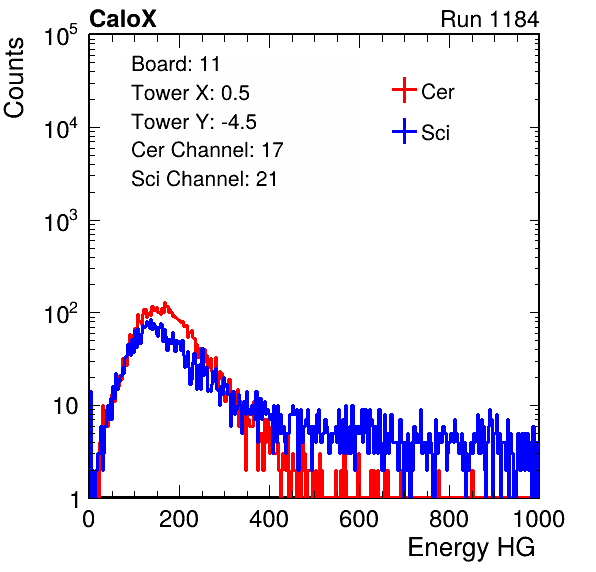 CaloX Run 1184
Counts
10^5
10^4
10^3
10^2
10
1
Board: 11
Tower X: 0.5
Tower Y: -4.5
Cer Channel: 17
Sci Channel: 21
Cer
Sci
0 200 400 600 800 1000
Energy HG